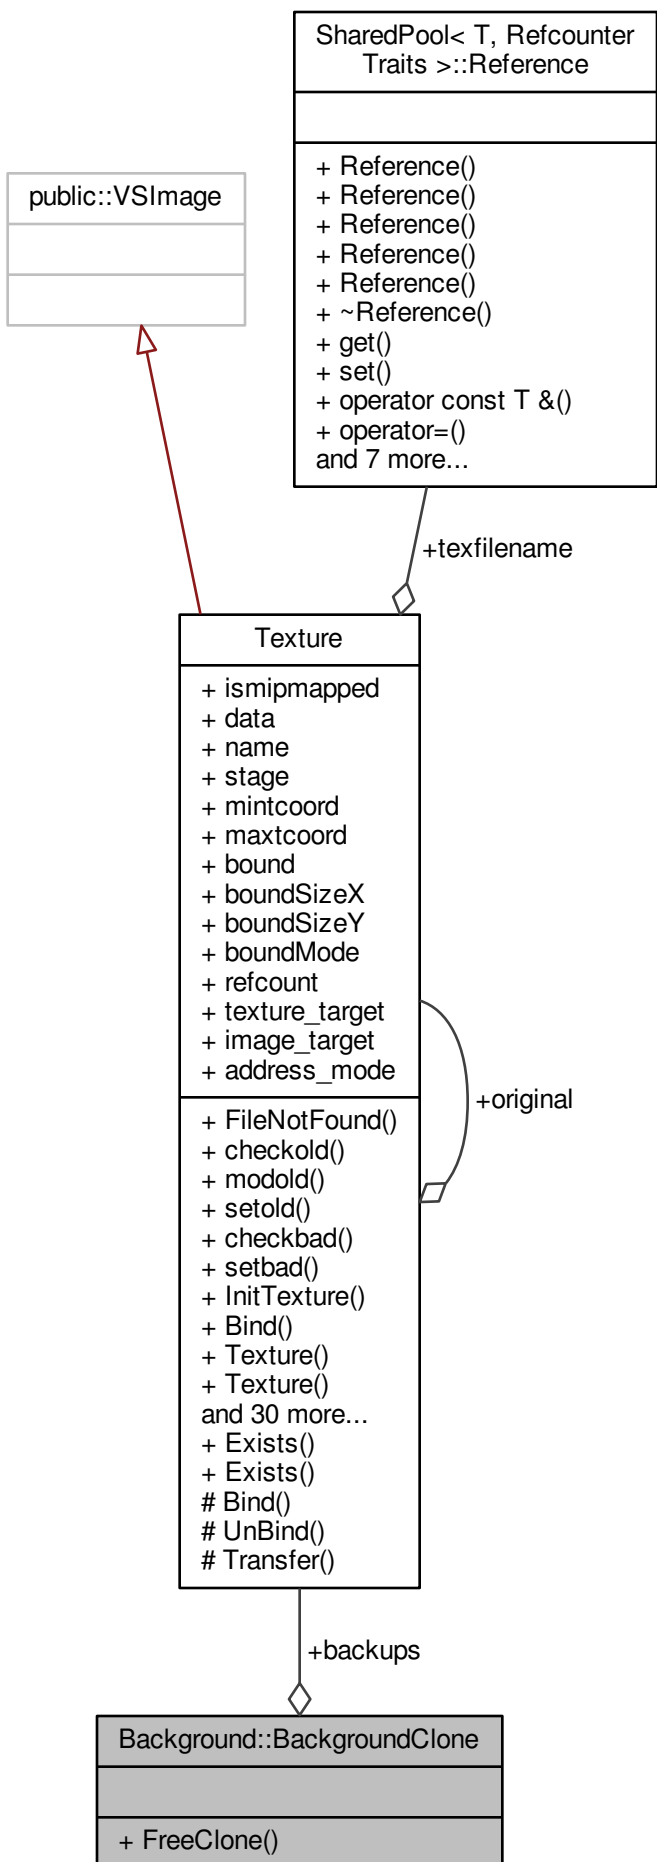 SharedPool< T, Refcounter
Traits >::Reference
+ Reference()
+ Reference()
+ Reference()
+ Reference()
+ Reference()
+ ~Reference()
+ get()
+ set()
+ operator const T &()
+ operator=()
and 7 more...
public::VSImage
+texfilename
Texture
+ ismipmapped
+ data
+ name
+ stage
+ mintcoord
+ maxtcoord
+ bound
+ boundSizeX
+ boundSizeY
+ boundMode
+ refcount
+ texture_target
+ image_target
+ address_mode
+ FileNotFound()
+ checkold()
+ modold()
+ setold()
+ checkbad()
+ setbad()
+ InitTexture()
+ Bind()
+ Texture()
+ Texture()
and 30 more...
+ Exists()
+ Exists()
# Bind()
# UnBind()
# Transfer()
+original
+backups
Background::BackgroundClone
+ FreeClone()